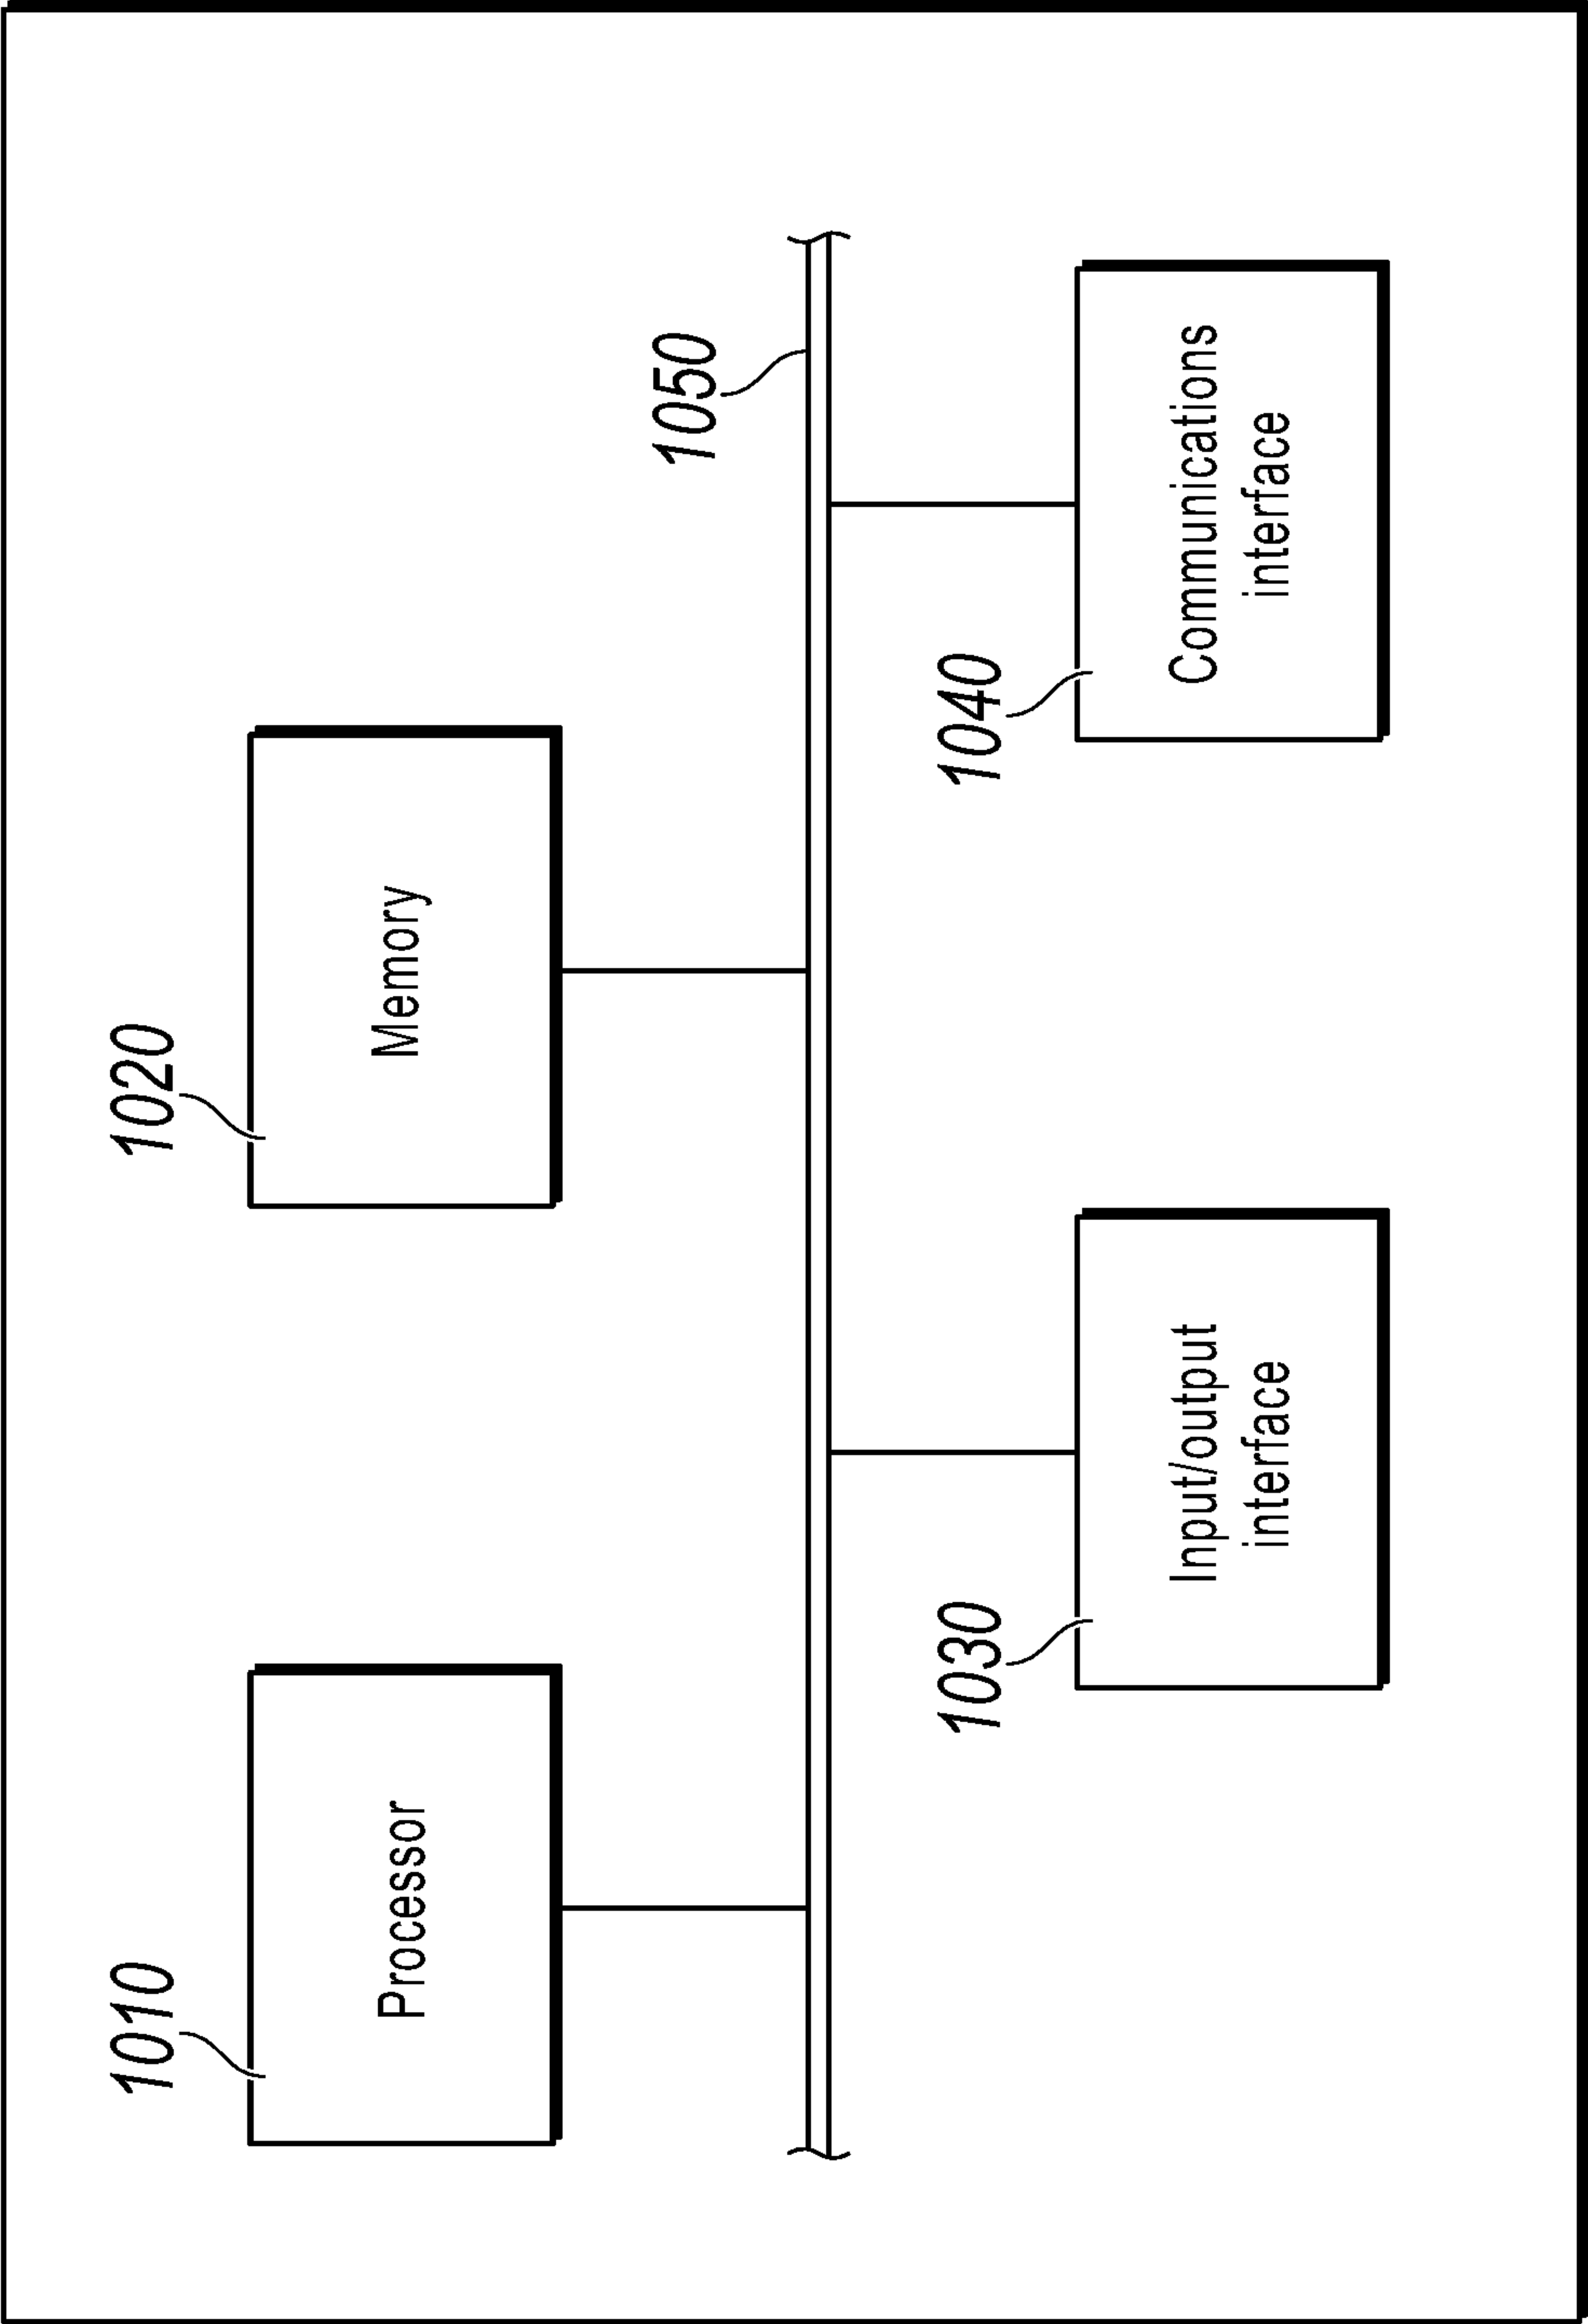 1010
Processor
1020
Memory
1050
1030
Input/output
interface
1040
Communications
interface